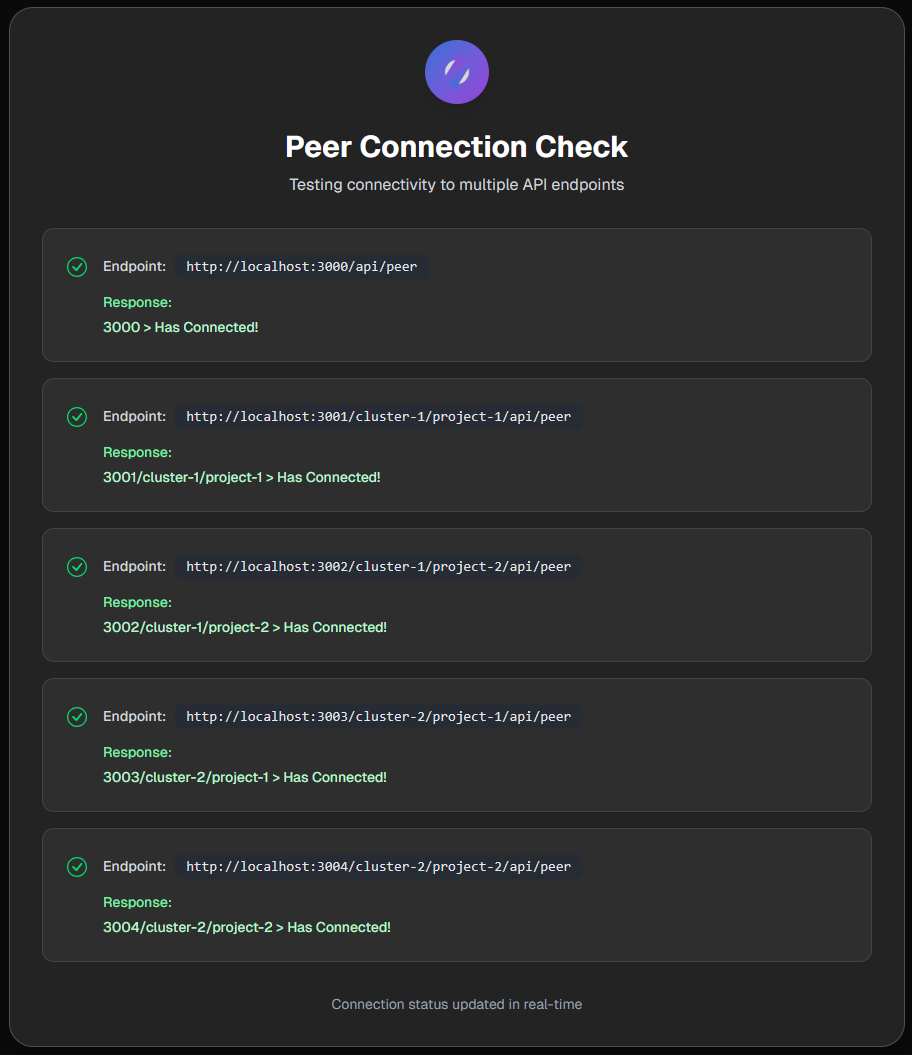 Peer Connection Check
Testing connectivity to multiple API endpoints
Endpoint: http://localhost:3000/api/peer
Response:
3000 > Has Connected!
Endpoint: http://localhost:3001/cluster-1/project-1/api/peer
Response:
3001/cluster-1/project-1 > Has Connected!
Endpoint: http://localhost:3002/cluster-1/project-2/api/peer
Response:
3002/cluster-1/project-2 > Has Connected!
Endpoint: http://localhost:3003/cluster-2/project-1/api/peer
Response:
3003/cluster-2/project-1 > Has Connected!
Endpoint: http://localhost:3004/cluster-2/project-2/api/peer
Response:
3004/cluster-2/project-2 > Has Connected!
Connection status updated in real-time